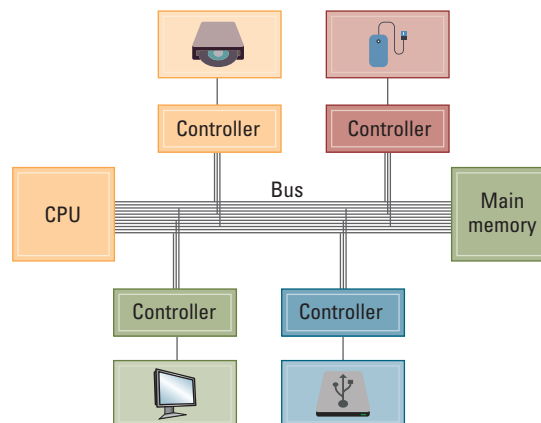 Controller
Controller
Bus
CPU
Main
memory
Controller
Controller